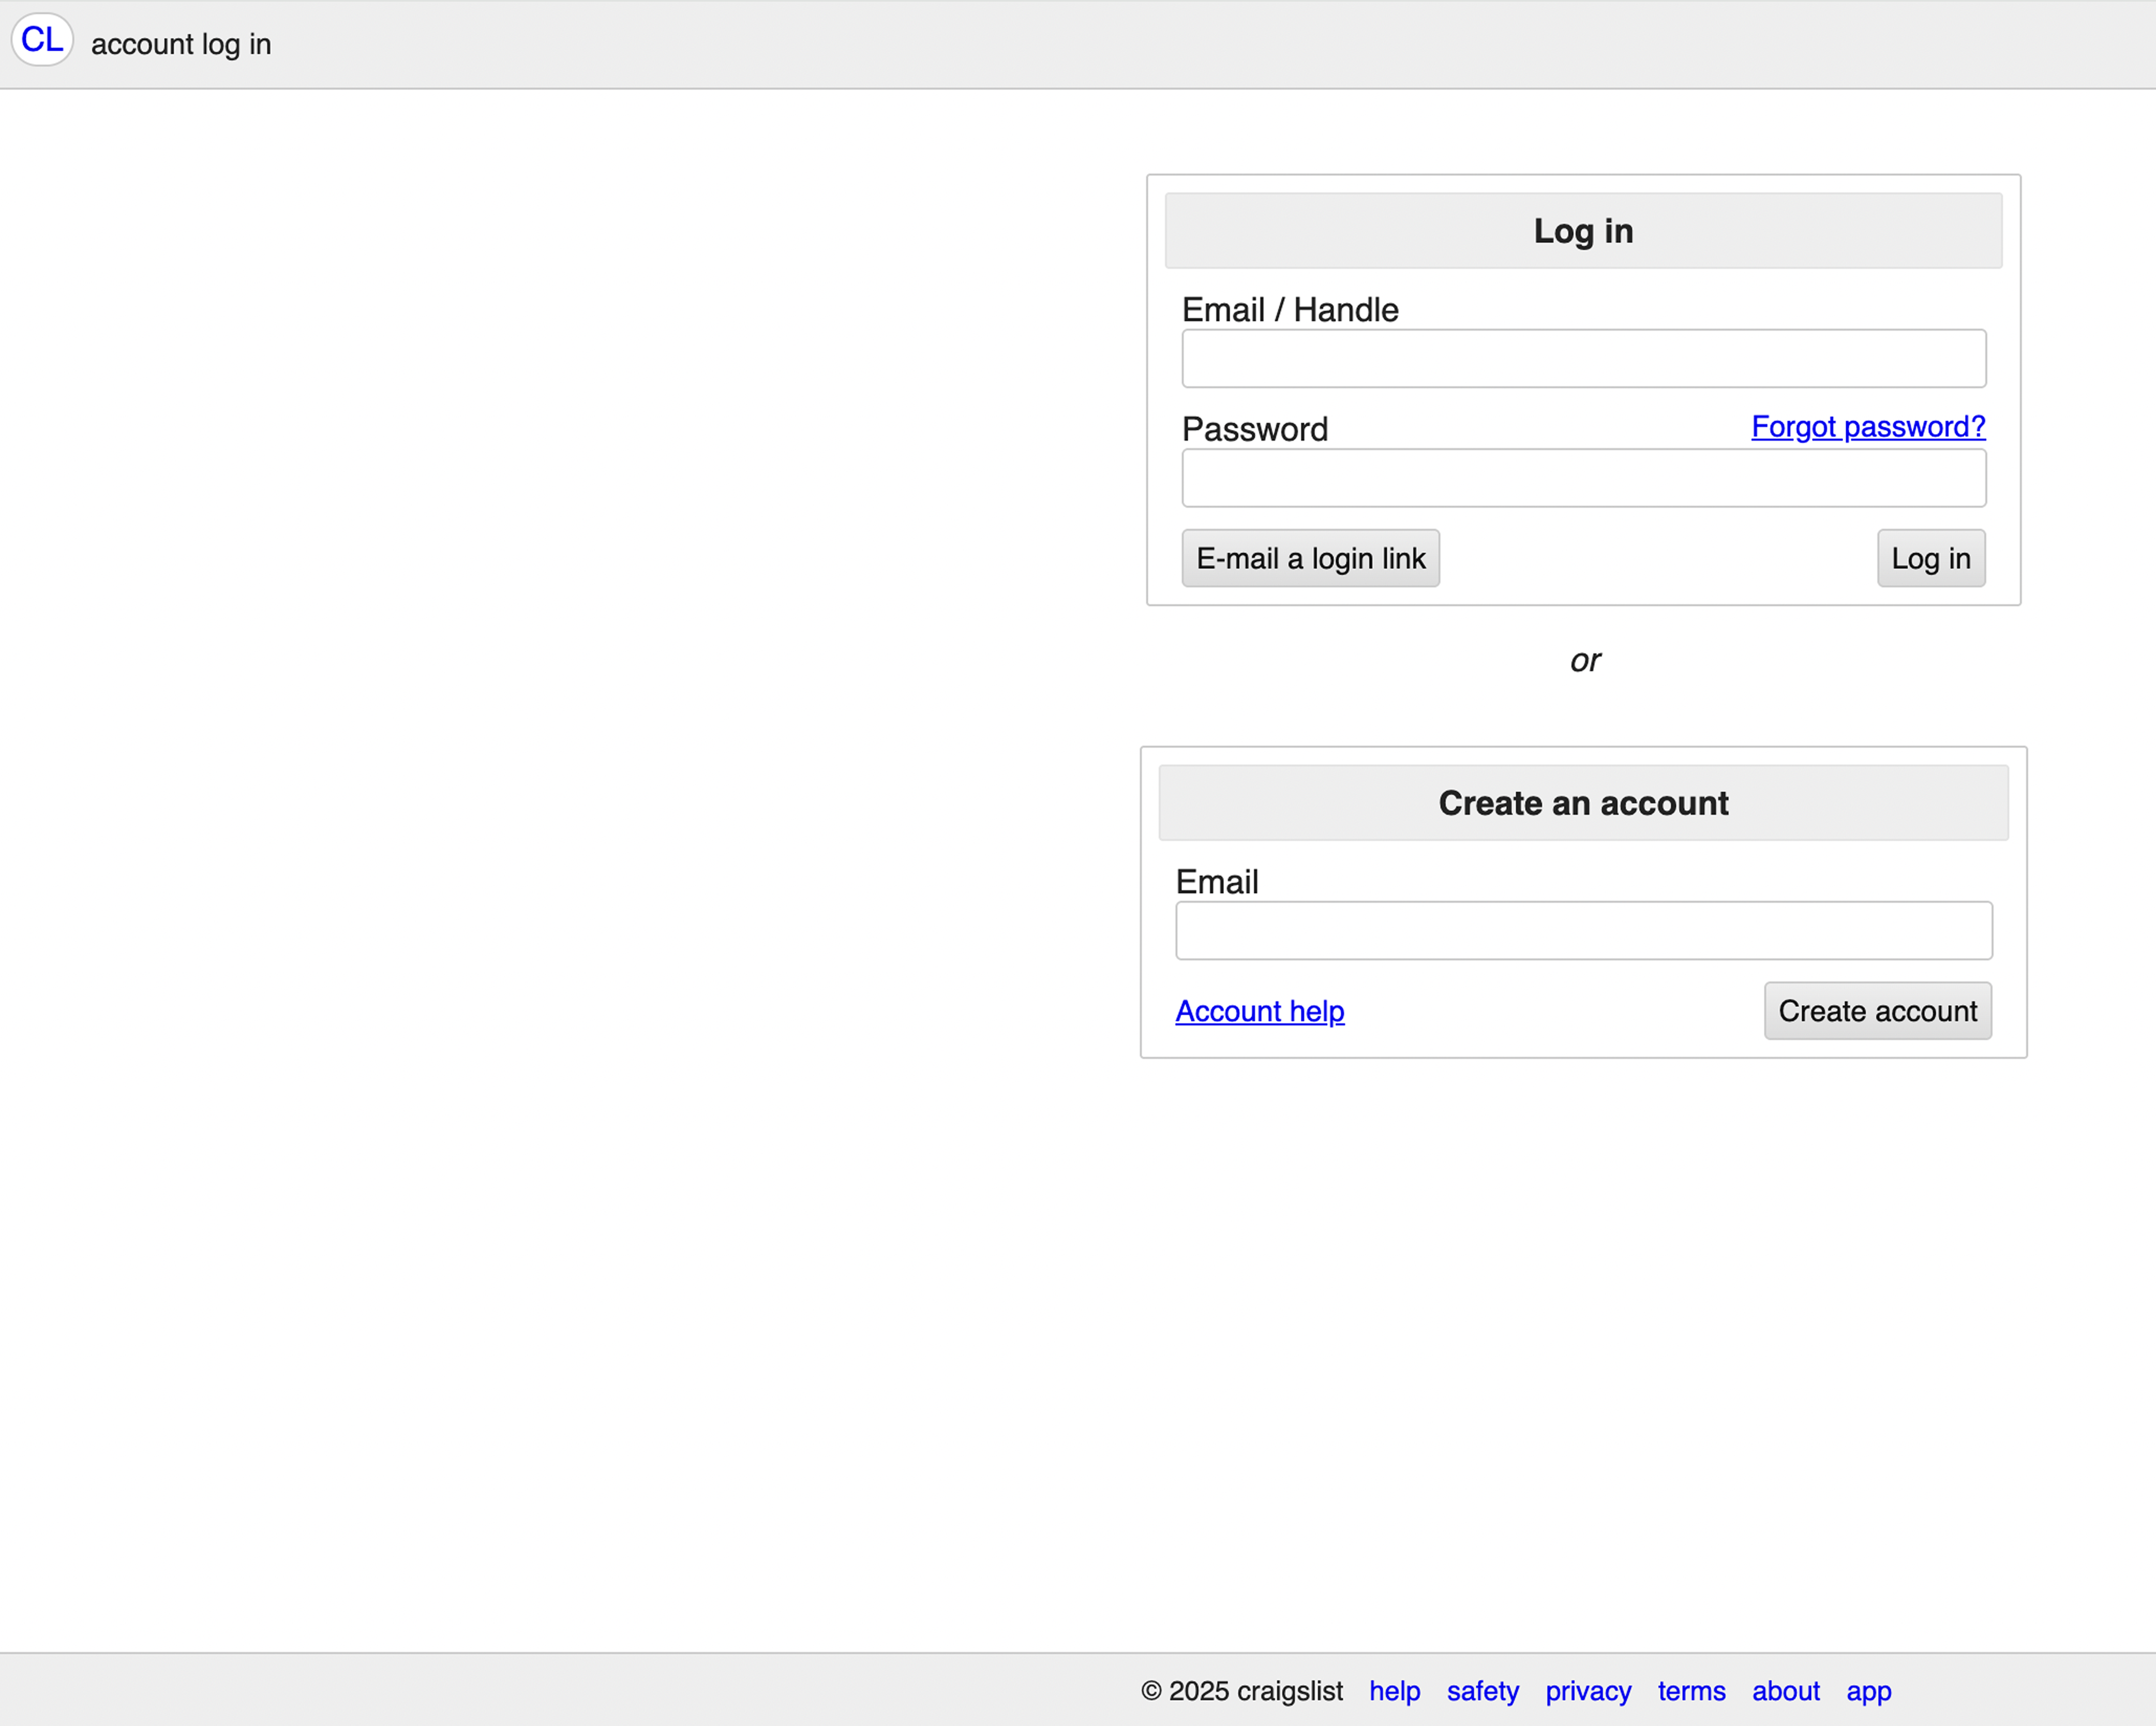 CL account log in
Log in
Email / Handle
Password Forgot password?
E-mail a login link Log in
or
Create an account
Email
Account help Create account
© 2025 craigslist help safety privacy terms about app